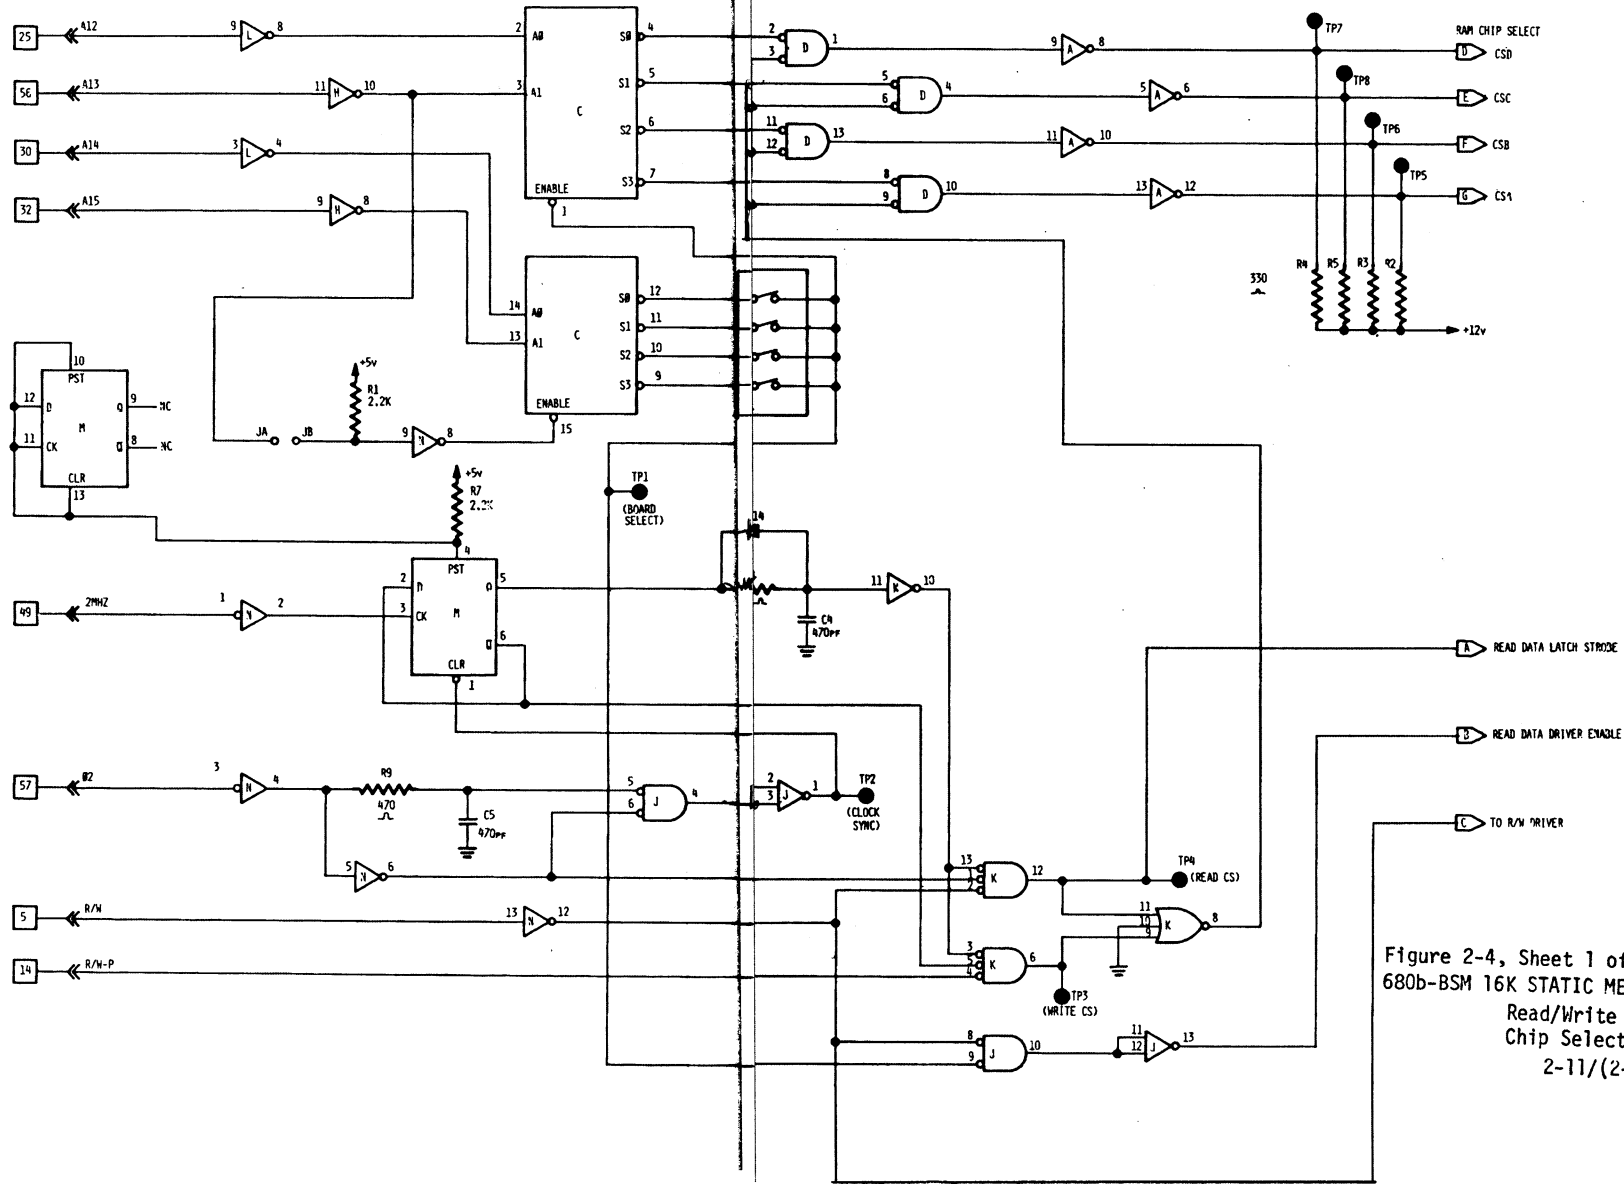 25 A12 9 L 8 2 A0 S0 4 2 3 D 1 9 A 8 TP7 RAM CHIP SELECT
D CSD
56 A13 11 H 10 3 A1 S1 5 5 6 D 4 5 A 6 TP8 E CSC
C
30 A14 3 L 4 S2 6 11 12 D 13 11 A 10 TP6 F CSB
32 A15 9 H 8 ENABLE 1 S3 7 8 9 D 10 13 A 12 TP5 G
330
R4 R5 R3 R2
+12v
14 A0 S0 12
13 A1 C S1 11
S2 10
S3 9
ENABLE 15
10 PST
12 D Q 9 NC
M
11 CK Q 8 NC
CLR
13
+5v
R1
2.2K
JA JB 9 N 8
+5v
R7
4
TP1
(BOARD
SELECT)
14
PST
2 D Q 5
49 2MHZ 1 N 2 3 CK M
Q 6
CLR
1
11 K 10
C4
470PF
A READ DATA LATCH STROBE
B READ DATA DRIVER ENABLE
C TO R/W DRIVER
57 Ø2 3 N 4 R9
470
C5
470PF
5 6 J 4 2 3 J 1 TP2
(CLOCK
SYNC)
5 N 6
13 1 2 K 12 TP4
(READ CS)
5 R/W 13 N 12
11 10 9 K 8
14 R/W-P 3 5 4 K 6
TP3
(WRITE CS)
8 9 J 10 11 12 J 13
Figure 2-4, Sheet 1 of
680b-BSM 16K STATIC ME
Read/Write
Chip Select
2-11/(2-